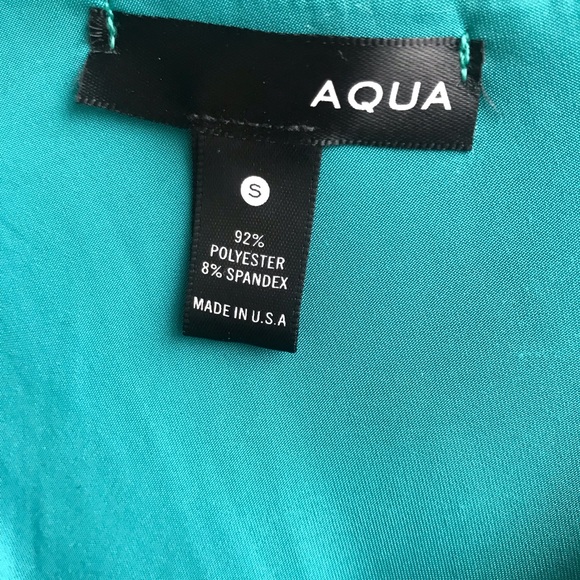 AQUA
S
92%
POLYESTER
8% SPANDEX
MADE IN U.S.A